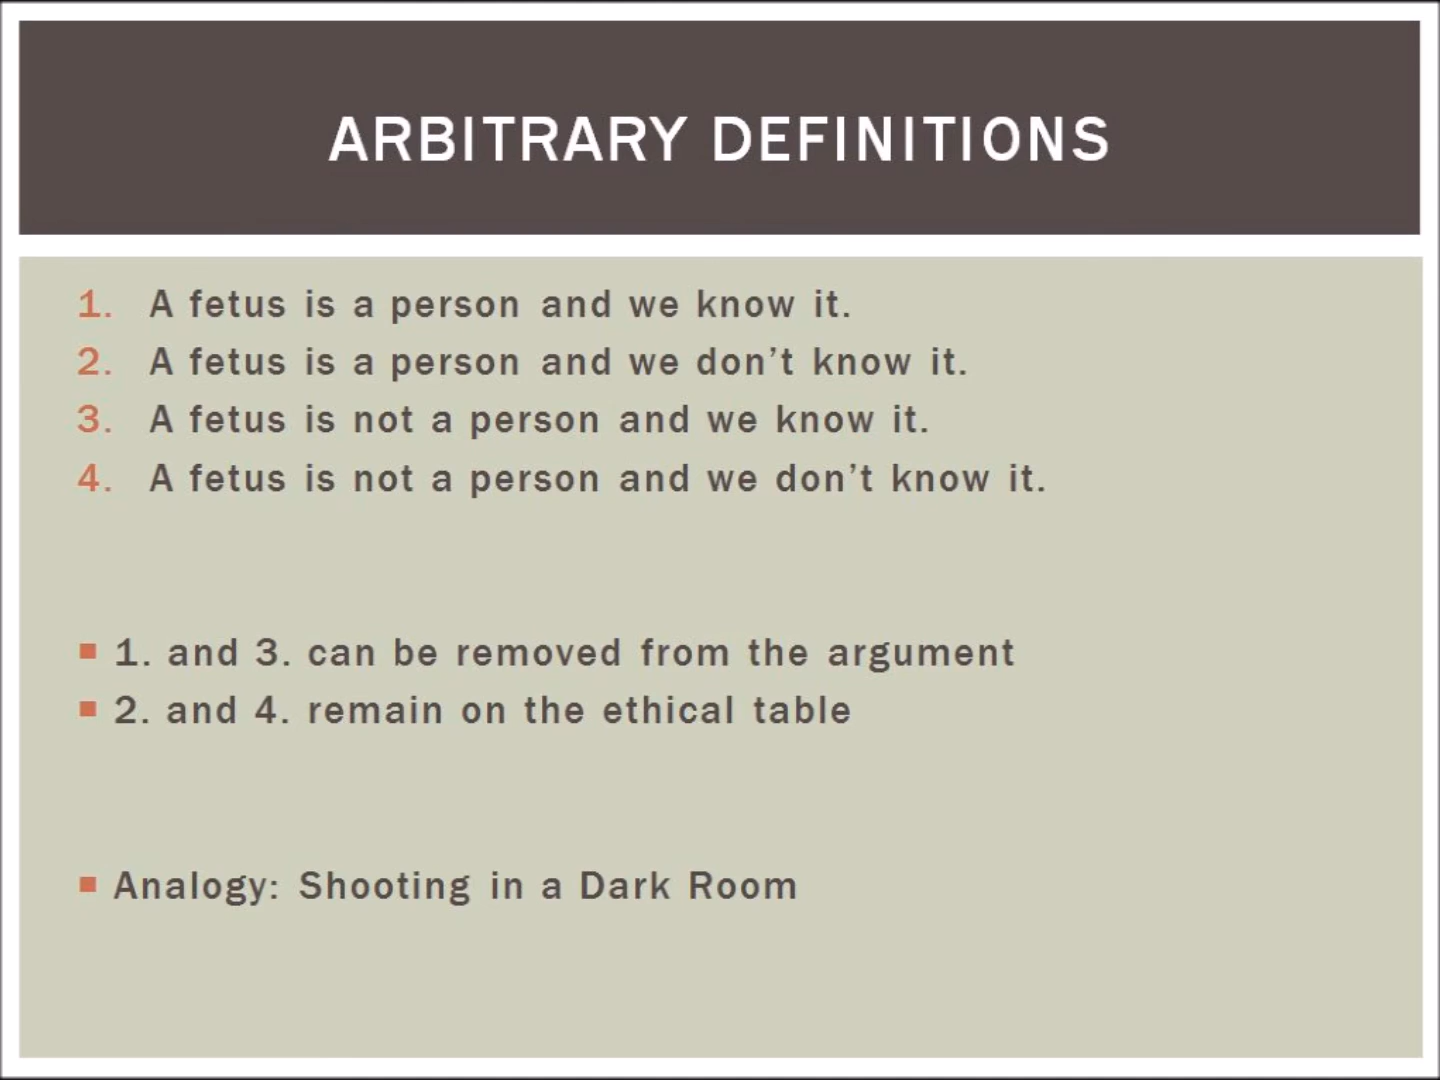 ARBITRARY DEFINITIONS
1. A fetus is a person and we know it.
2. A fetus is a person and we don’t know it.
3. A fetus is not a person and we know it.
4. A fetus is not a person and we don’t know it.
1. and 3. can be removed from the argument
2. and 4. remain on the ethical table
Analogy: Shooting in a Dark Room